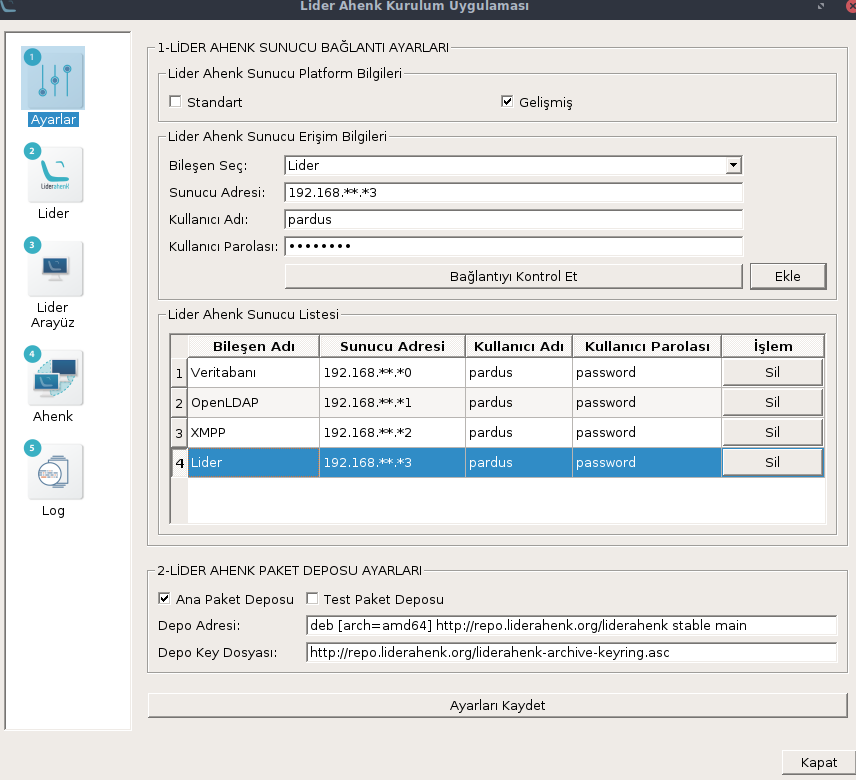 Lider Ahenk Kurulum Uygulaması
1
Ayarlar
2
Liderahenk
Lider
3
Lider
Arayüz
4
Ahenk
5
Log
1-LİDER AHENK SUNUCU BAĞLANTI AYARLARI
Lider Ahenk Sunucu Platform Bilgileri
Standart Gelişmiş
Lider Ahenk Sunucu Erişim Bilgileri
Bileşen Seç: Lider
Sunucu Adresi: 192.168.**.*3
Kullanıcı Adı: pardus
Kullanıcı Parolası: ••••••••
Bağlantıyı Kontrol Et Ekle
Lider Ahenk Sunucu Listesi
Bileşen Adı Sunucu Adresi Kullanıcı Adı Kullanıcı Parolası İşlem
1 Veritabanı 192.168.**.*0 pardus password Sil
2 OpenLDAP 192.168.**.*1 pardus password Sil
3 XMPP 192.168.**.*2 pardus password Sil
4 Lider 192.168.**.*3 pardus password Sil
2-LİDER AHENK PAKET DEPOSU AYARLARI
Ana Paket Deposu Test Paket Deposu
Depo Adresi: deb [arch=amd64] http://repo.liderahenk.org/liderahenk stable main
Depo Key Dosyası: http://repo.liderahenk.org/liderahenk-archive-keyring.asc
Ayarları Kaydet
Kapat